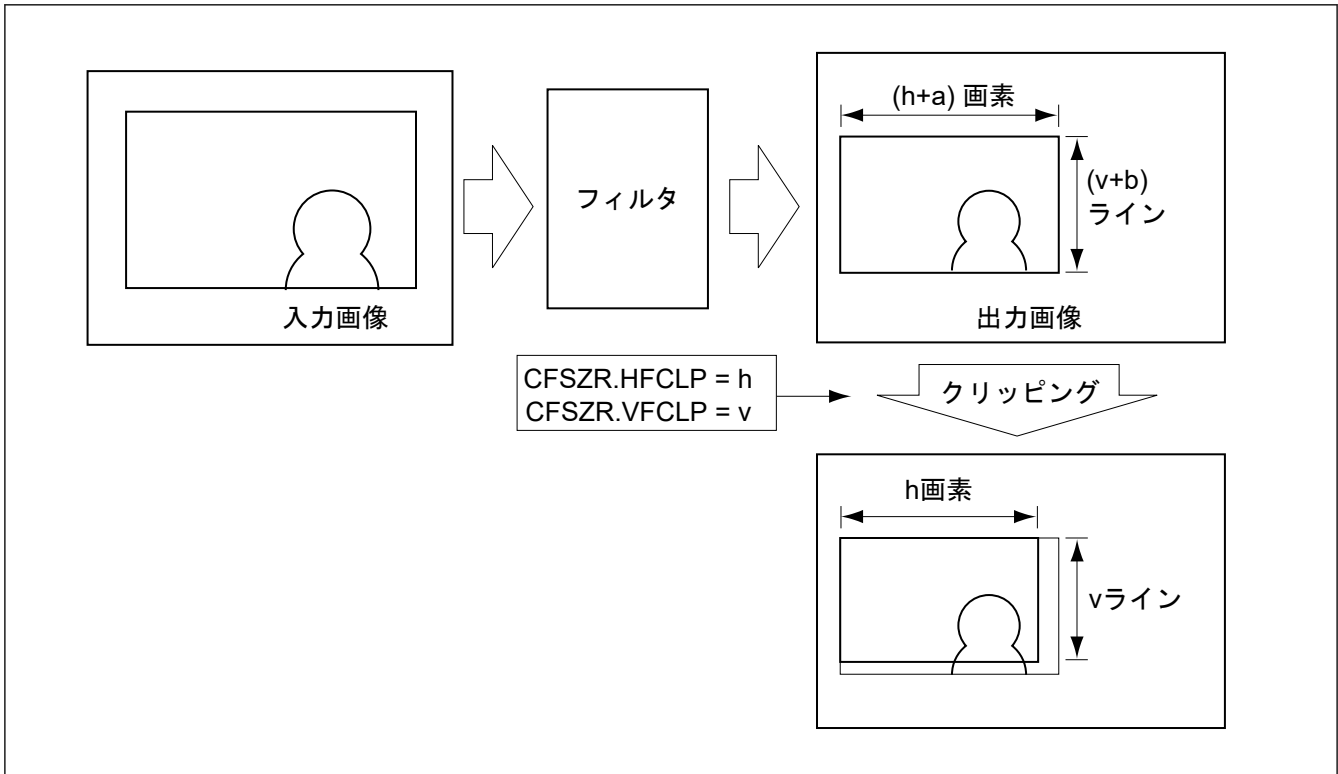 入力画像
フィルタ
(h+a) 画素
(v+b)
ライン
出力画像
CFSZR.HFCLP = h
CFSZR.VFCLP = v
クリッピング
h画素
vライン